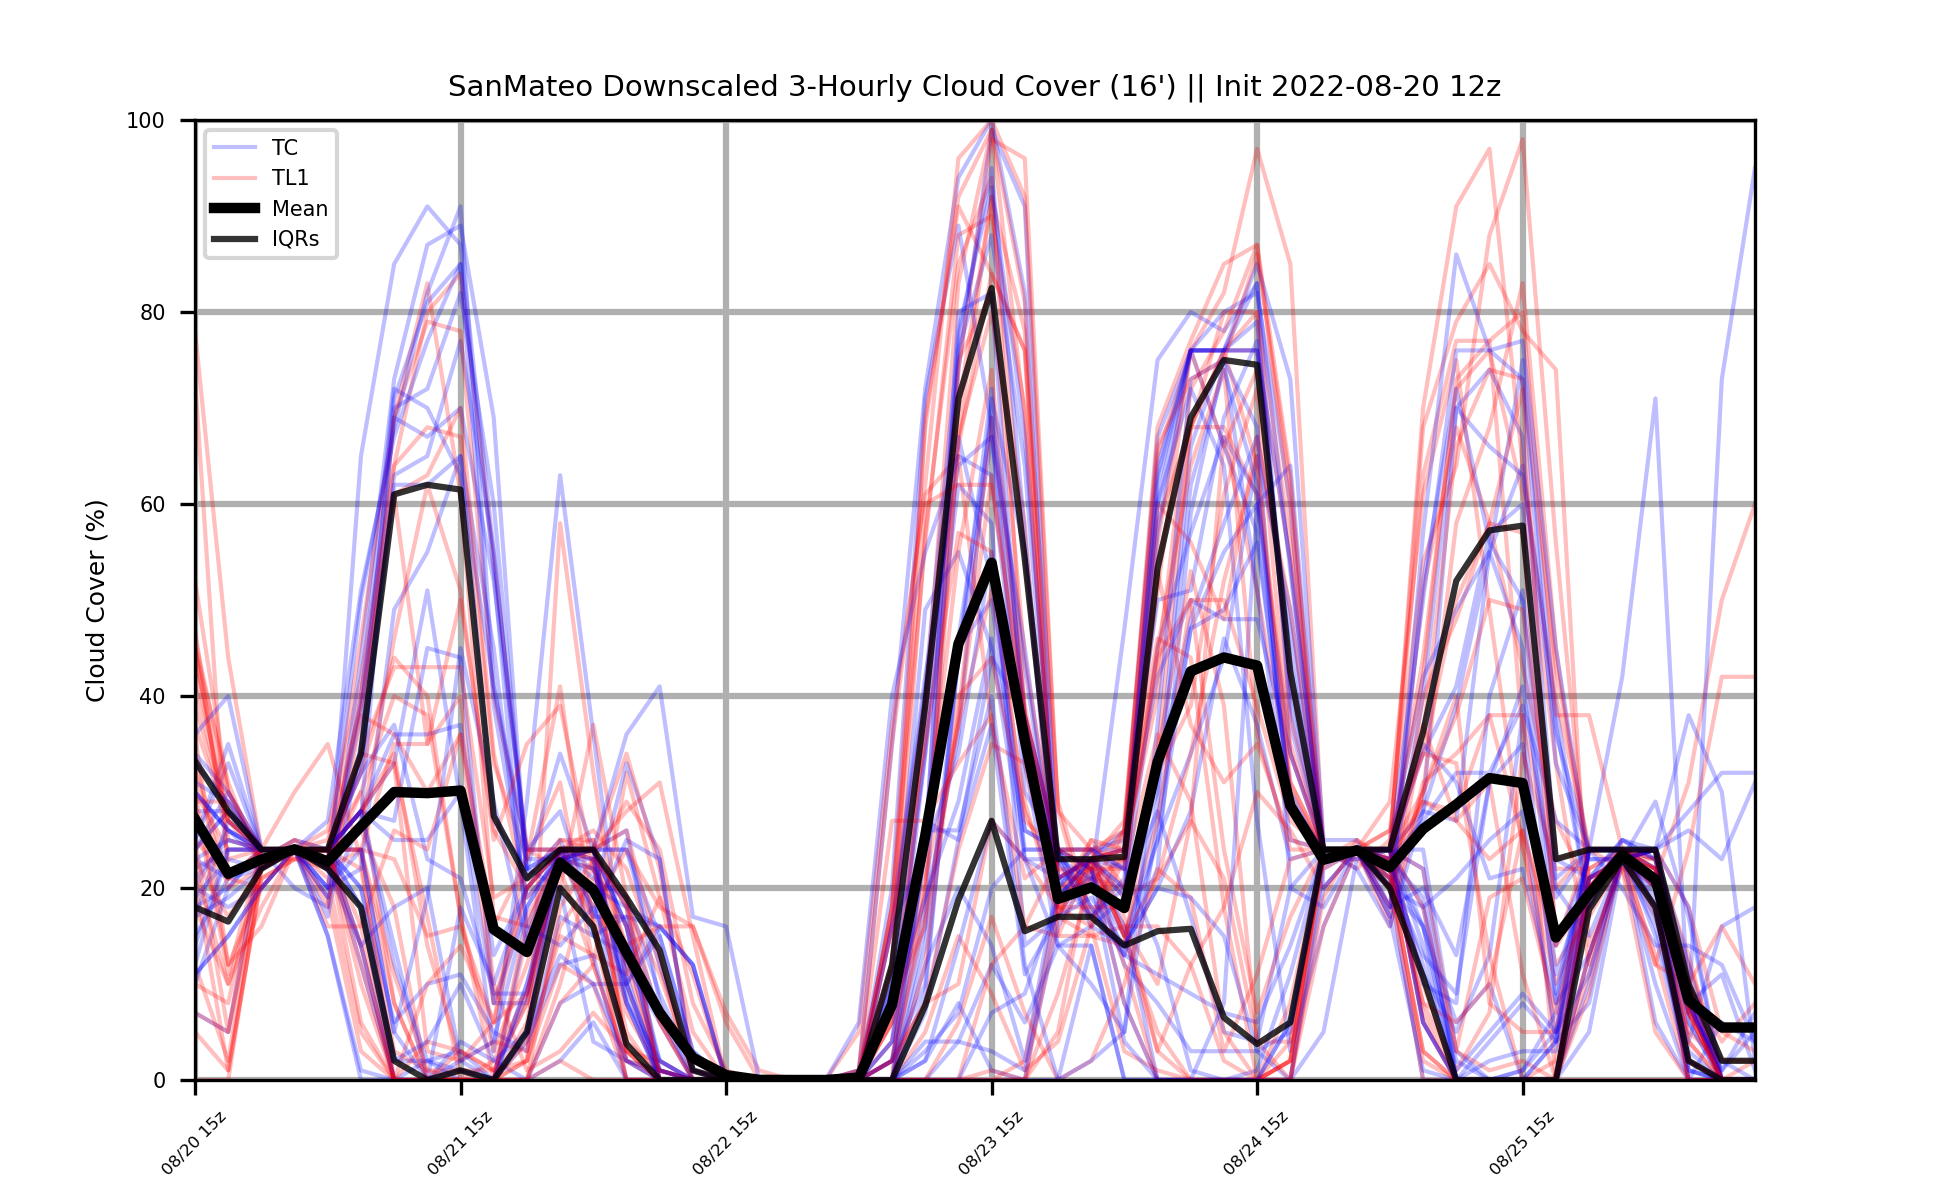 SanMateo Downscaled 3-Hourly Cloud Cover (16') || Init 2022-08-20 12z
Cloud Cover (%)
100
80
60
40
20
0
TC
TL1
Mean
IQRs
08/20 15z
08/21 15z
08/22 15z
08/23 15z
08/24 15z
08/25 15z